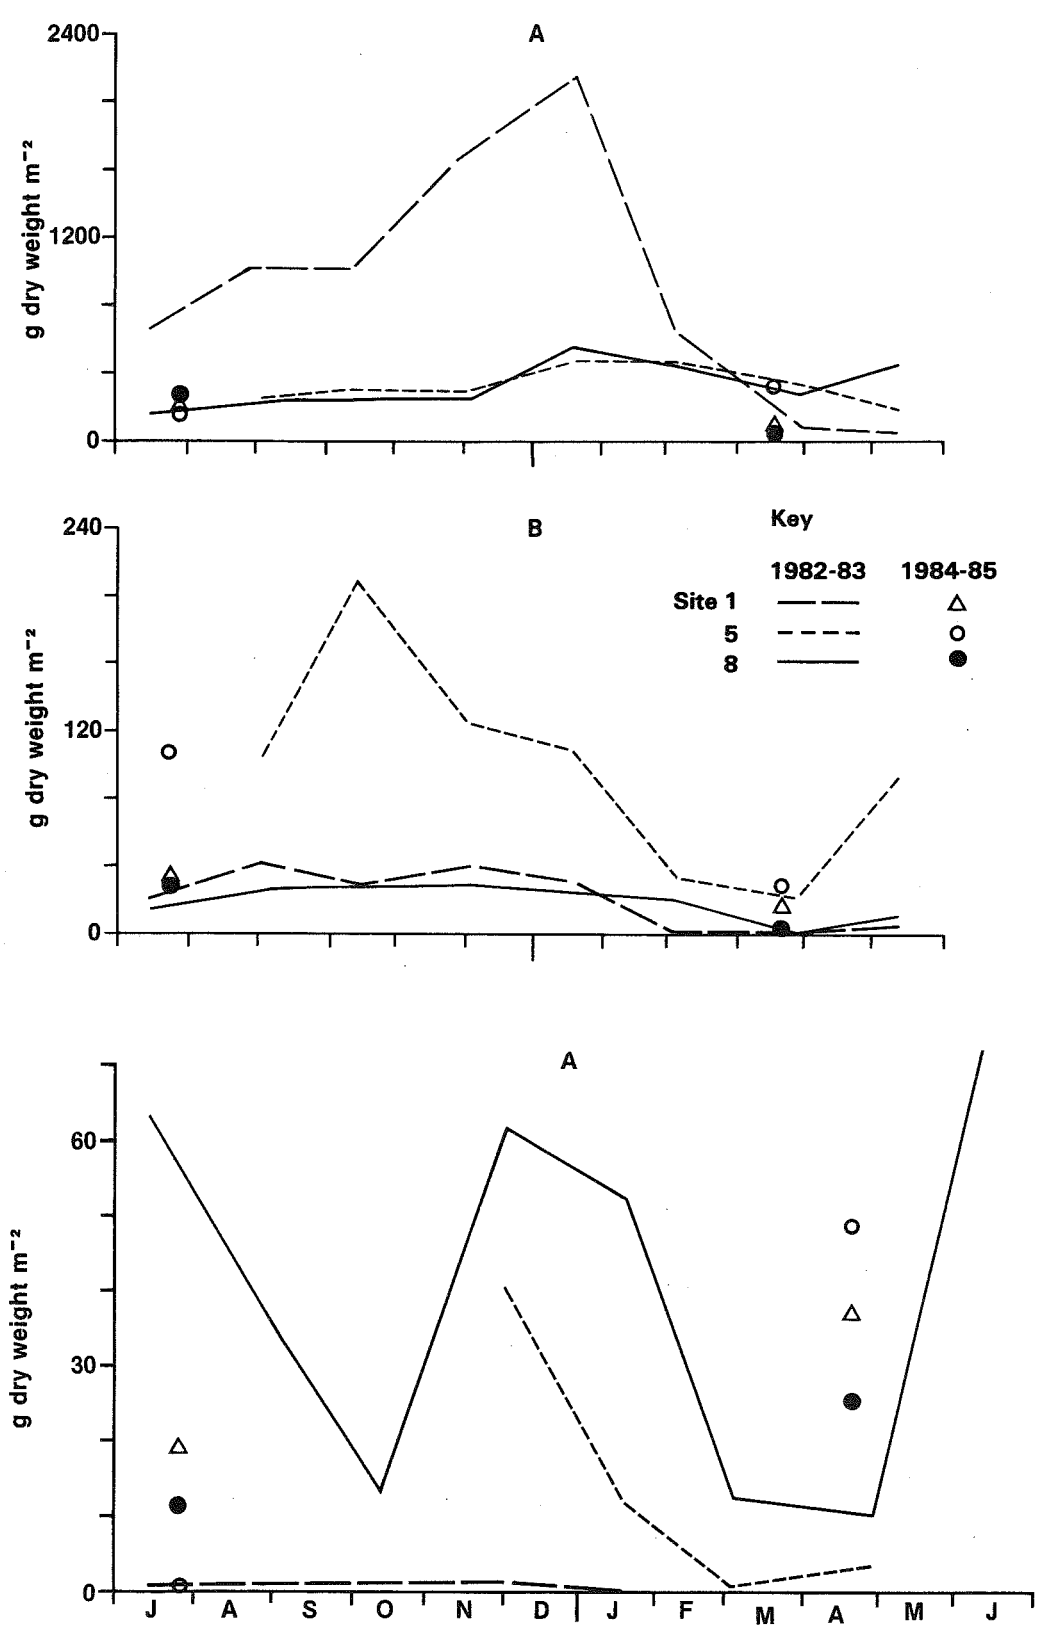 A
2400
1200
0
g dry weight m⁻²
B
240
120
0
g dry weight m⁻²
Key
1982-83 1984-85
Site 1
5
8
A
60
30
0
g dry weight m⁻²
J A S O N D J F M A M J